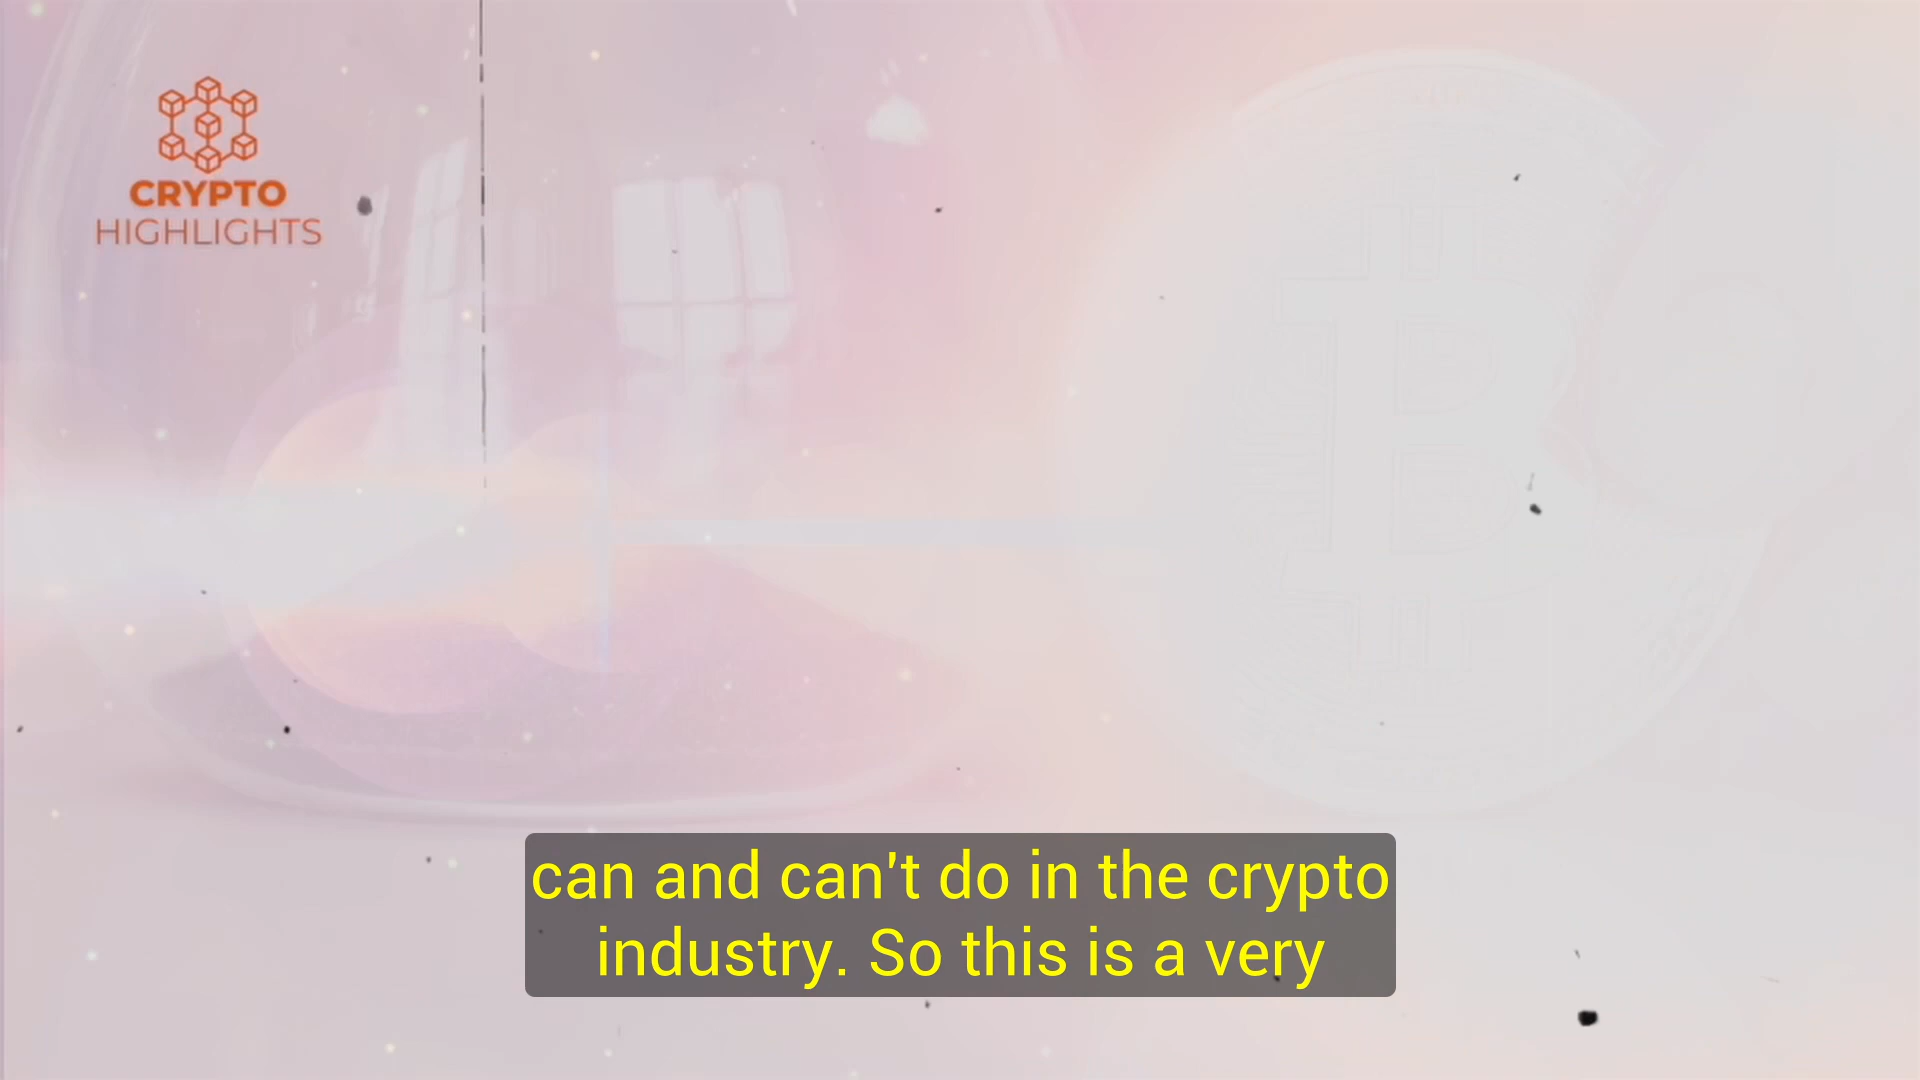 CRYPTO
HIGHLIGHTS
can and can't do in the crypto
industry. So this is a very